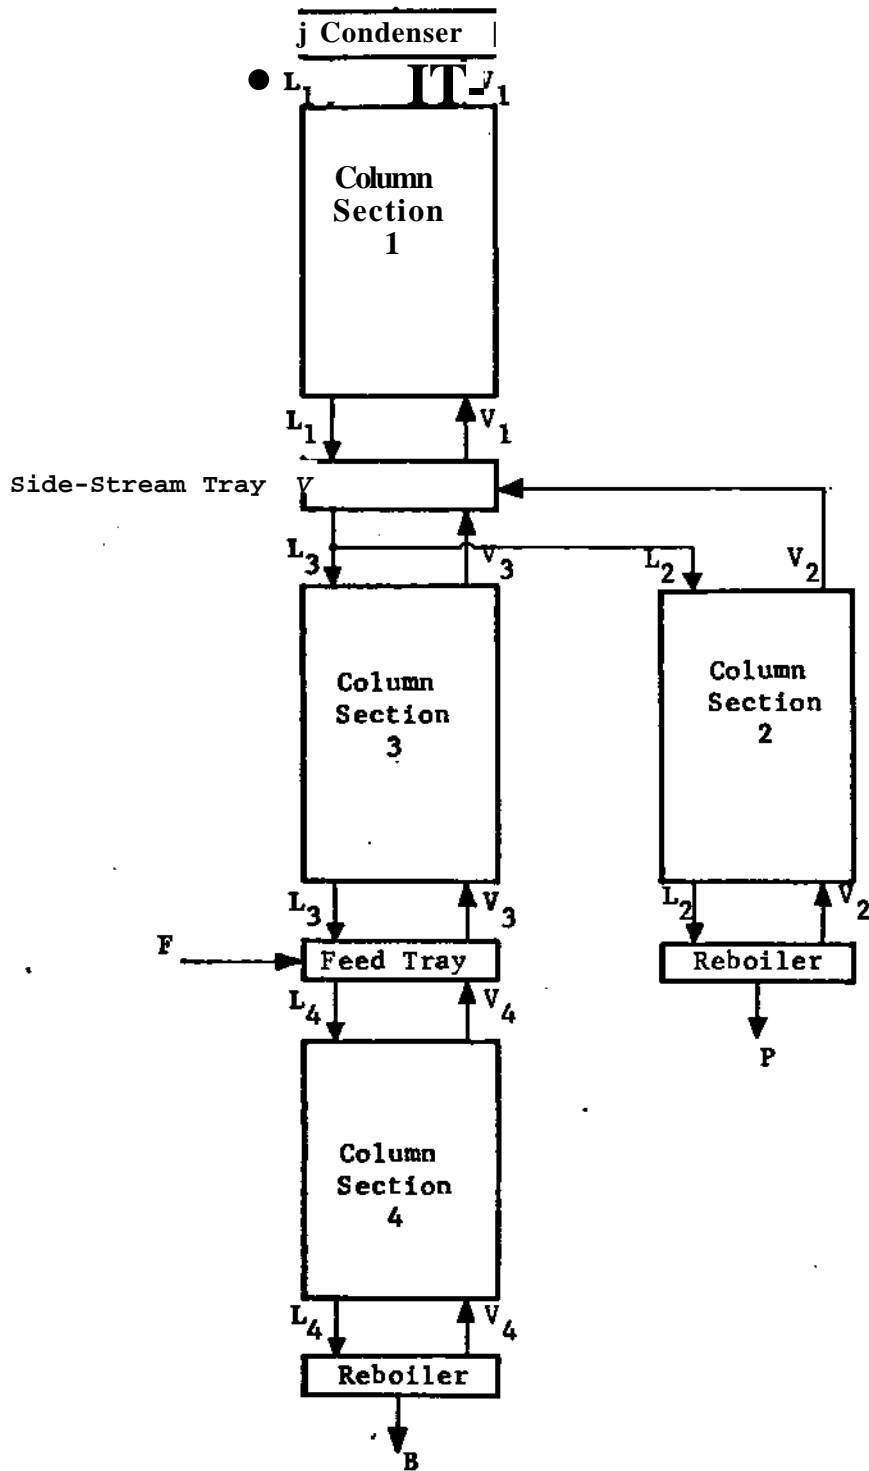 j Condenser
• L1 IT- V1
Column
Section
1
L1 V1
Side-Stream Tray V
L3 V3 L2 V2
Column
Section
3
Column
Section
2
L3 V3 L2 V2
F Feed Tray Reboiler
L4 V4
P
Column
Section
4
L4 V4
Reboiler
B